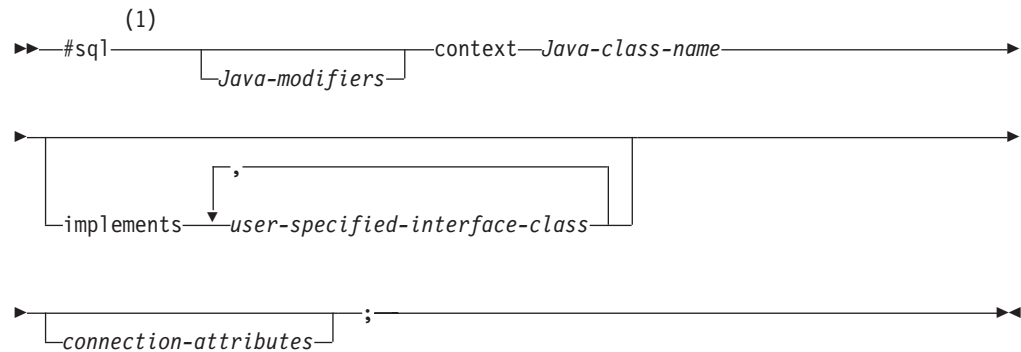 (1)
#sql context Java-class-name
Java-modifiers
,
implements user-specified-interface-class
;
connection-attributes